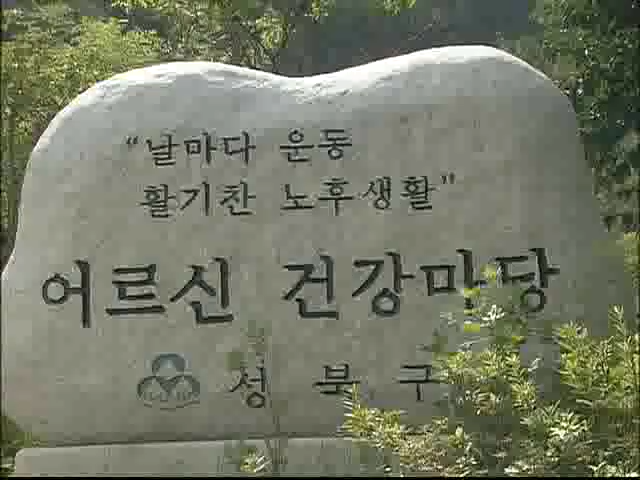 “날마다 운동
활기찬 노후생활”
어르신 건강마당
성북구